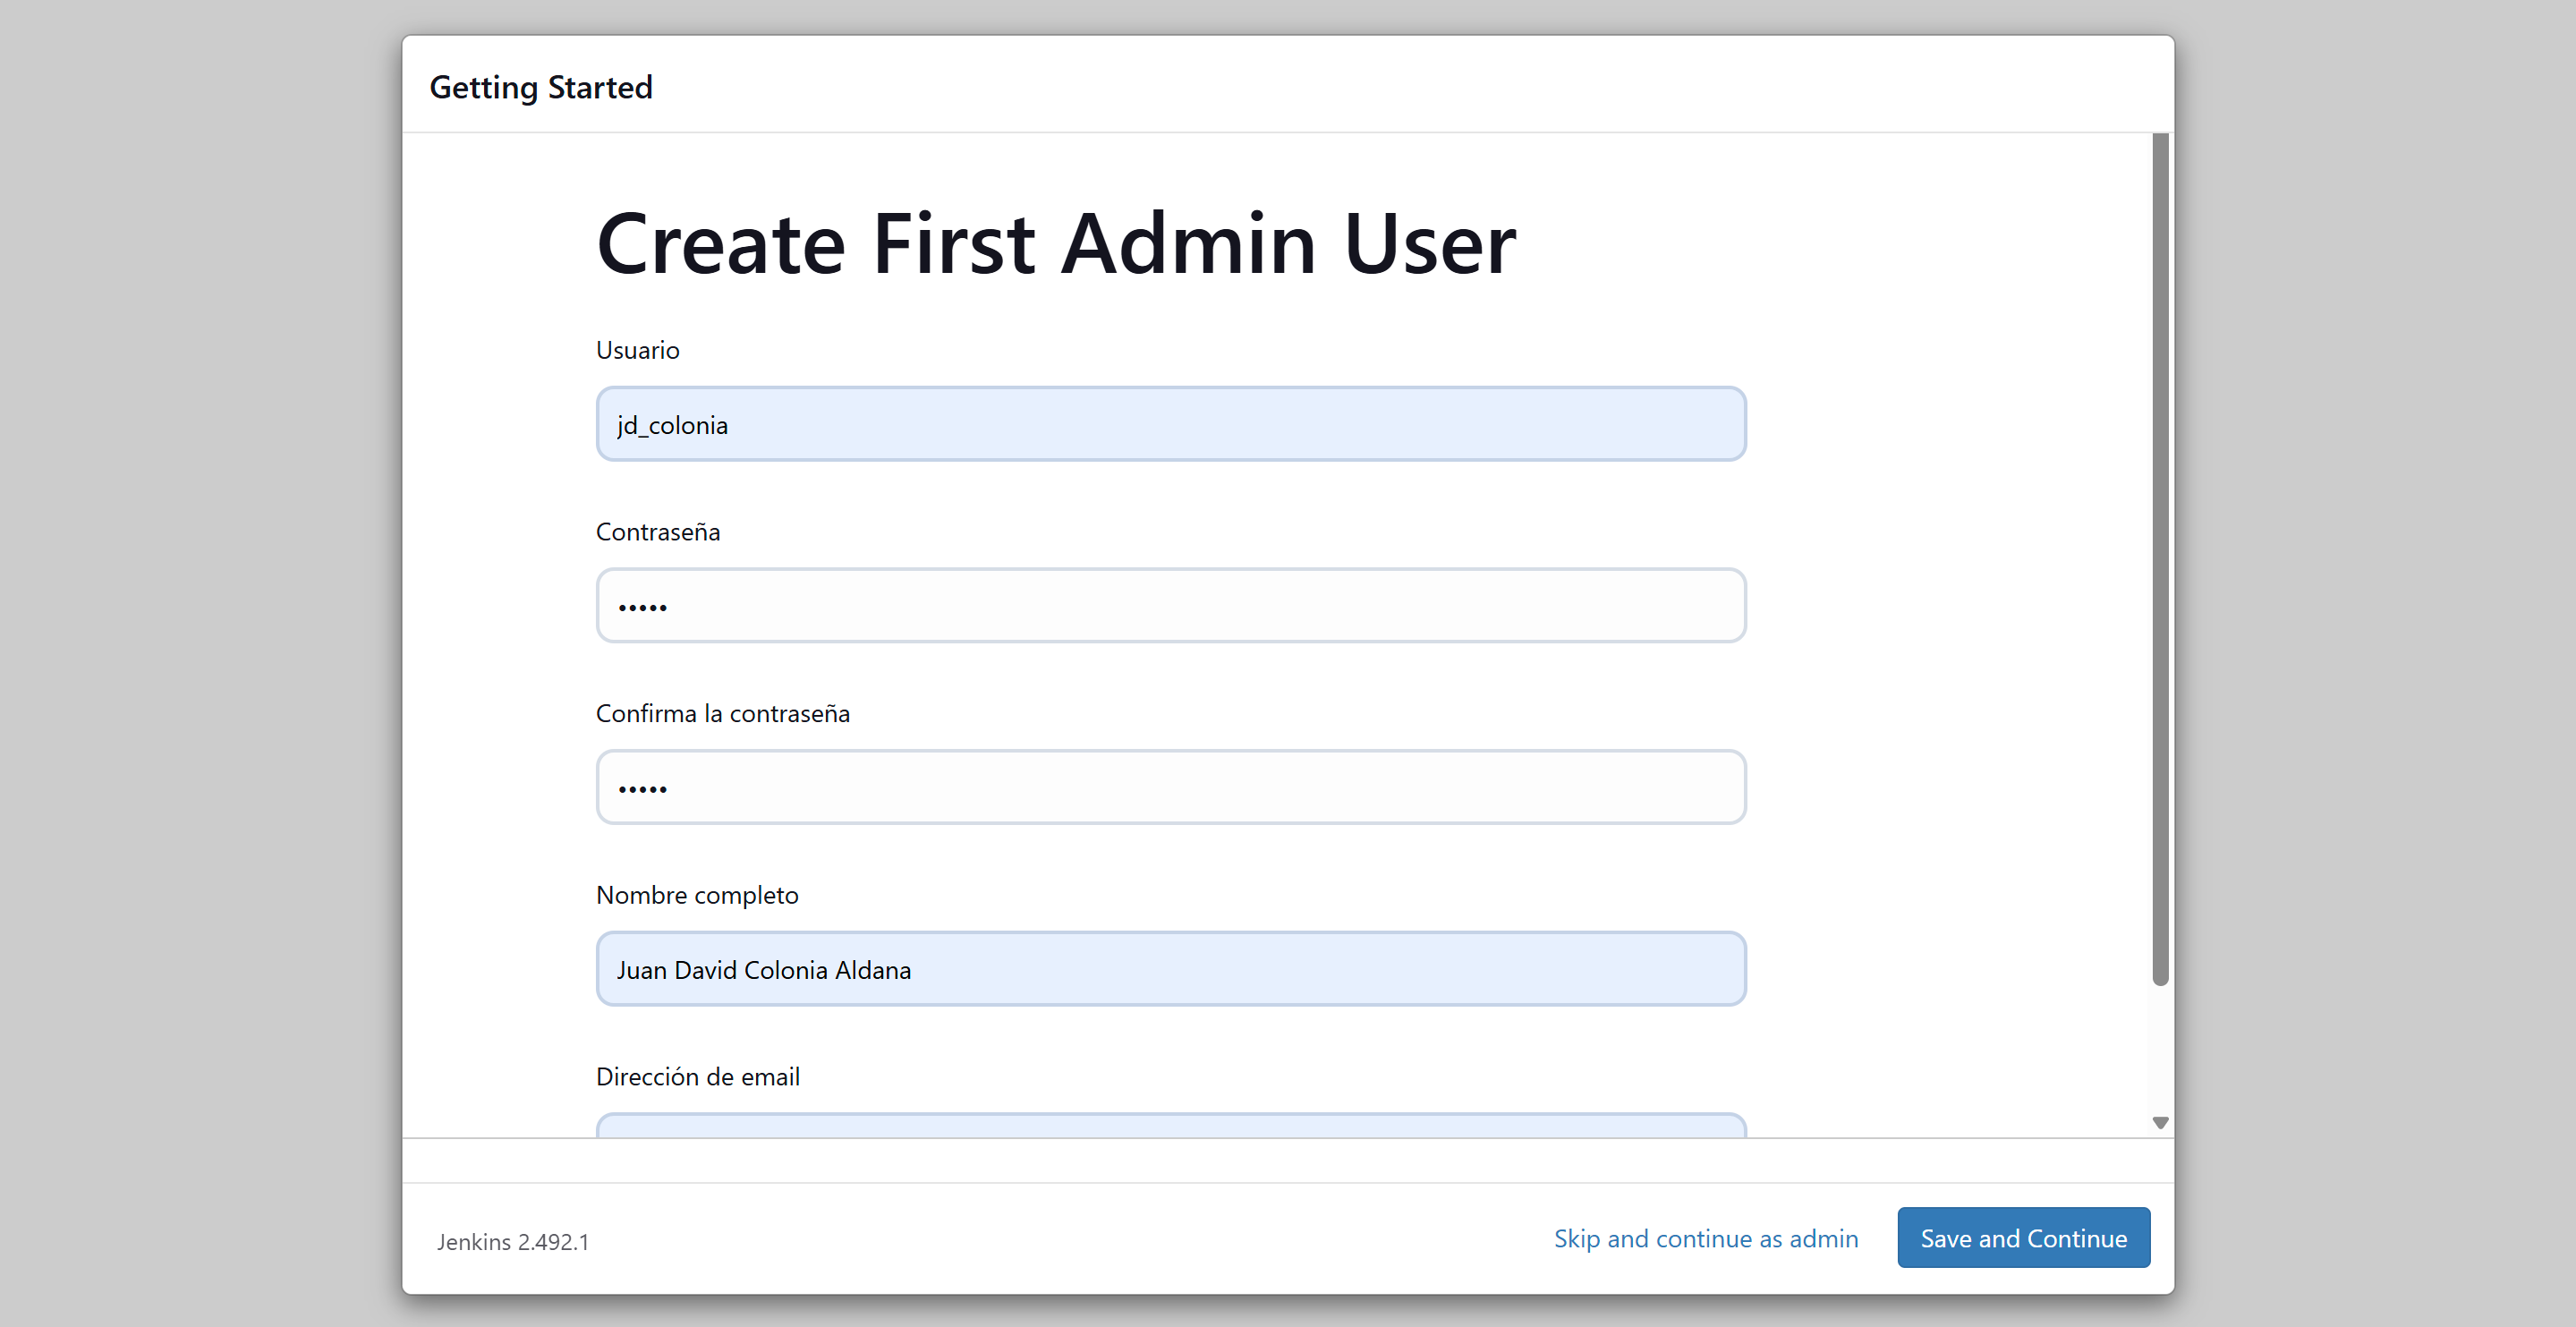 Getting Started
Create First Admin User
Usuario
jd_colonia
Contraseña
•••••
Confirma la contraseña
•••••
Nombre completo
Juan David Colonia Aldana
Dirección de email
Jenkins 2.492.1
Skip and continue as admin
Save and Continue